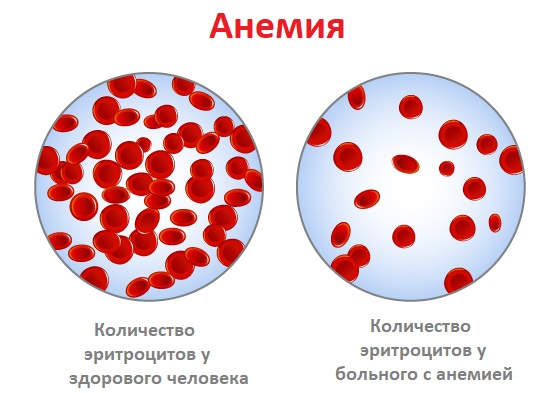 Анемия
Количество
эритроцитов у
здорового человека
Количество
эритроцитов у
больного с анемией